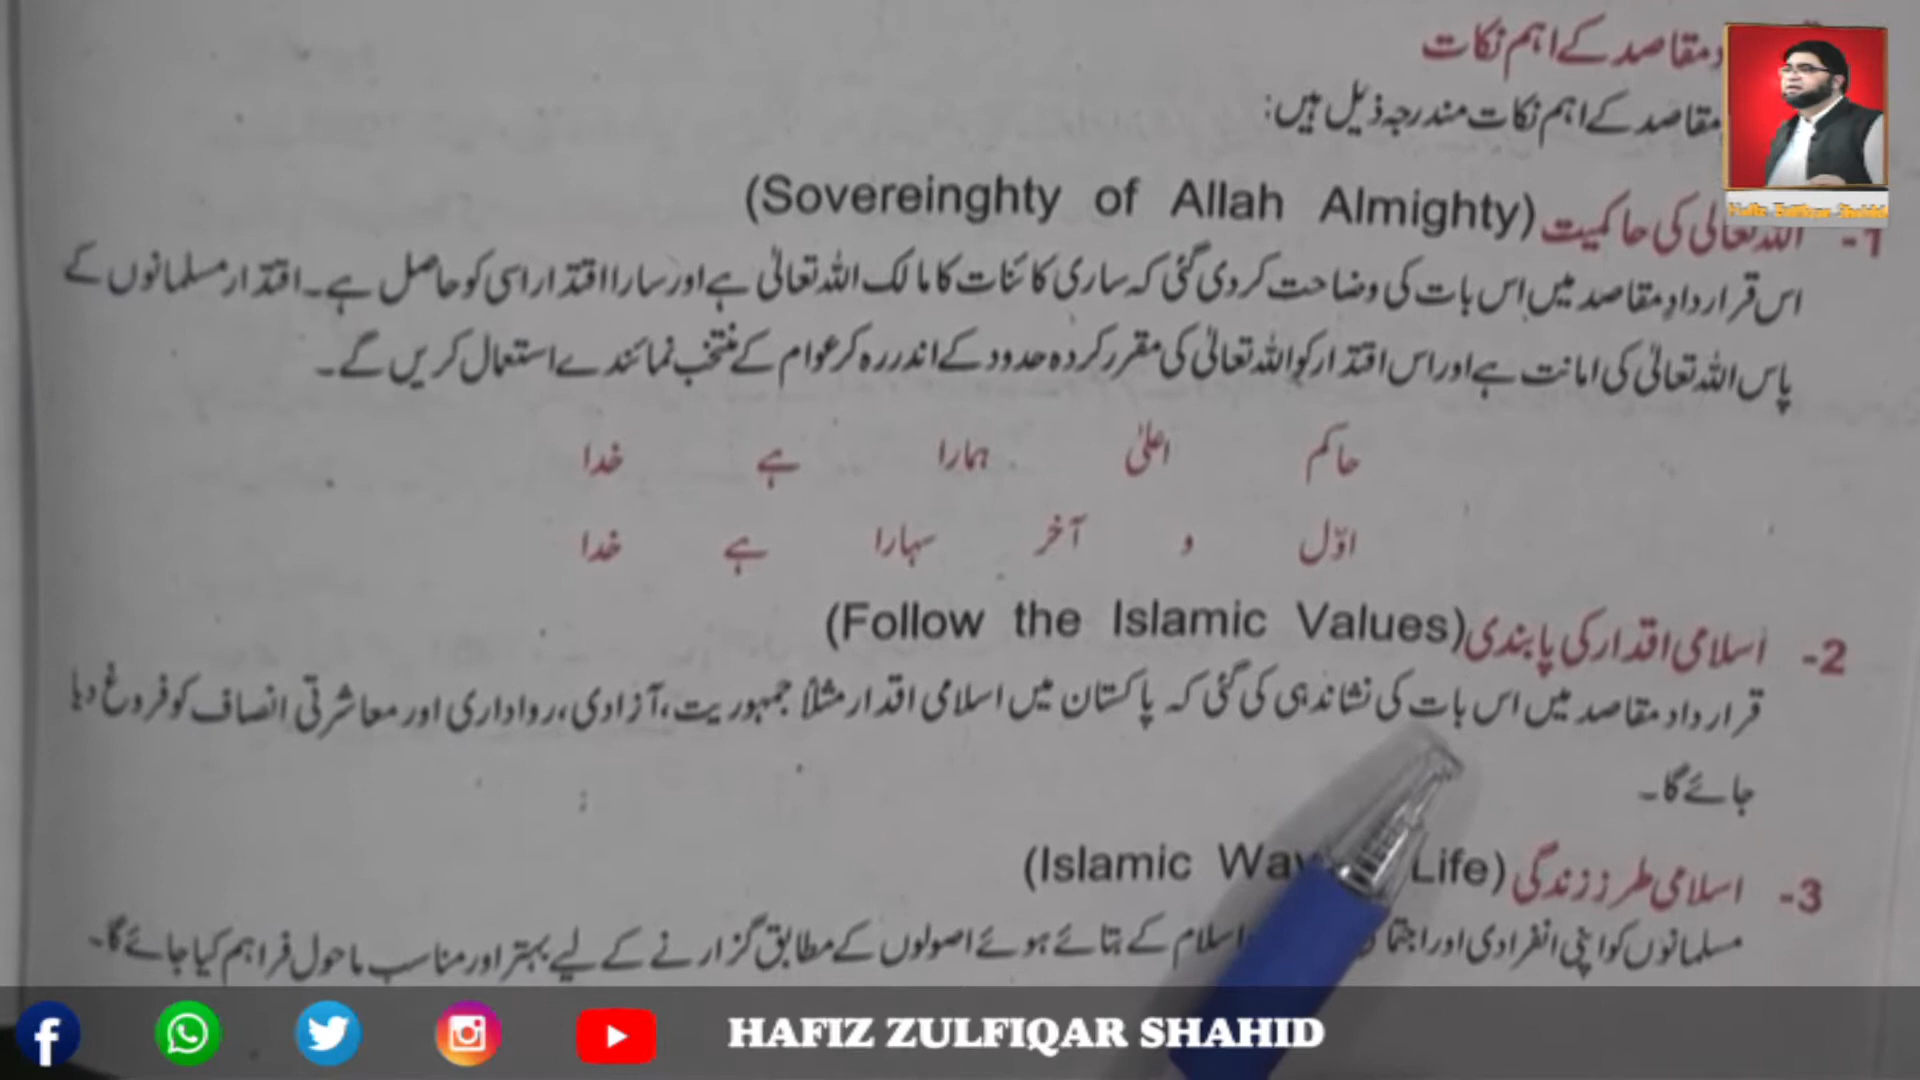 مقاصد کے اہم نکات
مقاصد کے اہم نکات مندرجہ ذیل ہیں:
1- اللہ تعالیٰ کی حاکمیت (Sovereinghty of Allah Almighty)
اس قرارداد مقاصد میں اس بات کی وضاحت کر دی گئی کہ ساری کائنات کا مالک اللہ تعالیٰ ہے اور سارا اقتدار اسی کو حاصل ہے۔ اقتدار مسلمانوں کے
پاس اللہ تعالیٰ کی امانت ہے اور اس اقتدار کو اللہ تعالیٰ کی مقرر کردہ حدود کے اندر رہ کر عوام کے منتخب نمائندے استعمال کریں گے۔
حاکم اعلیٰ ہمارا ہے خدا
اوّل و آخر سہارا ہے خدا
2- اسلامی اقدار کی پابندی (Follow the Islamic Values)
قرارداد مقاصد میں اس بات کی نشاندہی کی گئی کہ پاکستان میں اسلامی اقدار مثلاً جمہوریت، آزادی، رواداری اور معاشرتی انصاف کو فروغ دیا
جائے گا۔
3- اسلامی طرز زندگی (Islamic Way Life)
مسلمانوں کو اپنی انفرادی اور اسلام کے بتائے ہوئے اصولوں کے مطابق گزارنے کے لیے بہتر اور مناسب ماحول فراہم کیا جائے گا۔
Hafiz Zulfiqar Shahid
HAFIZ ZULFIQAR SHAHID